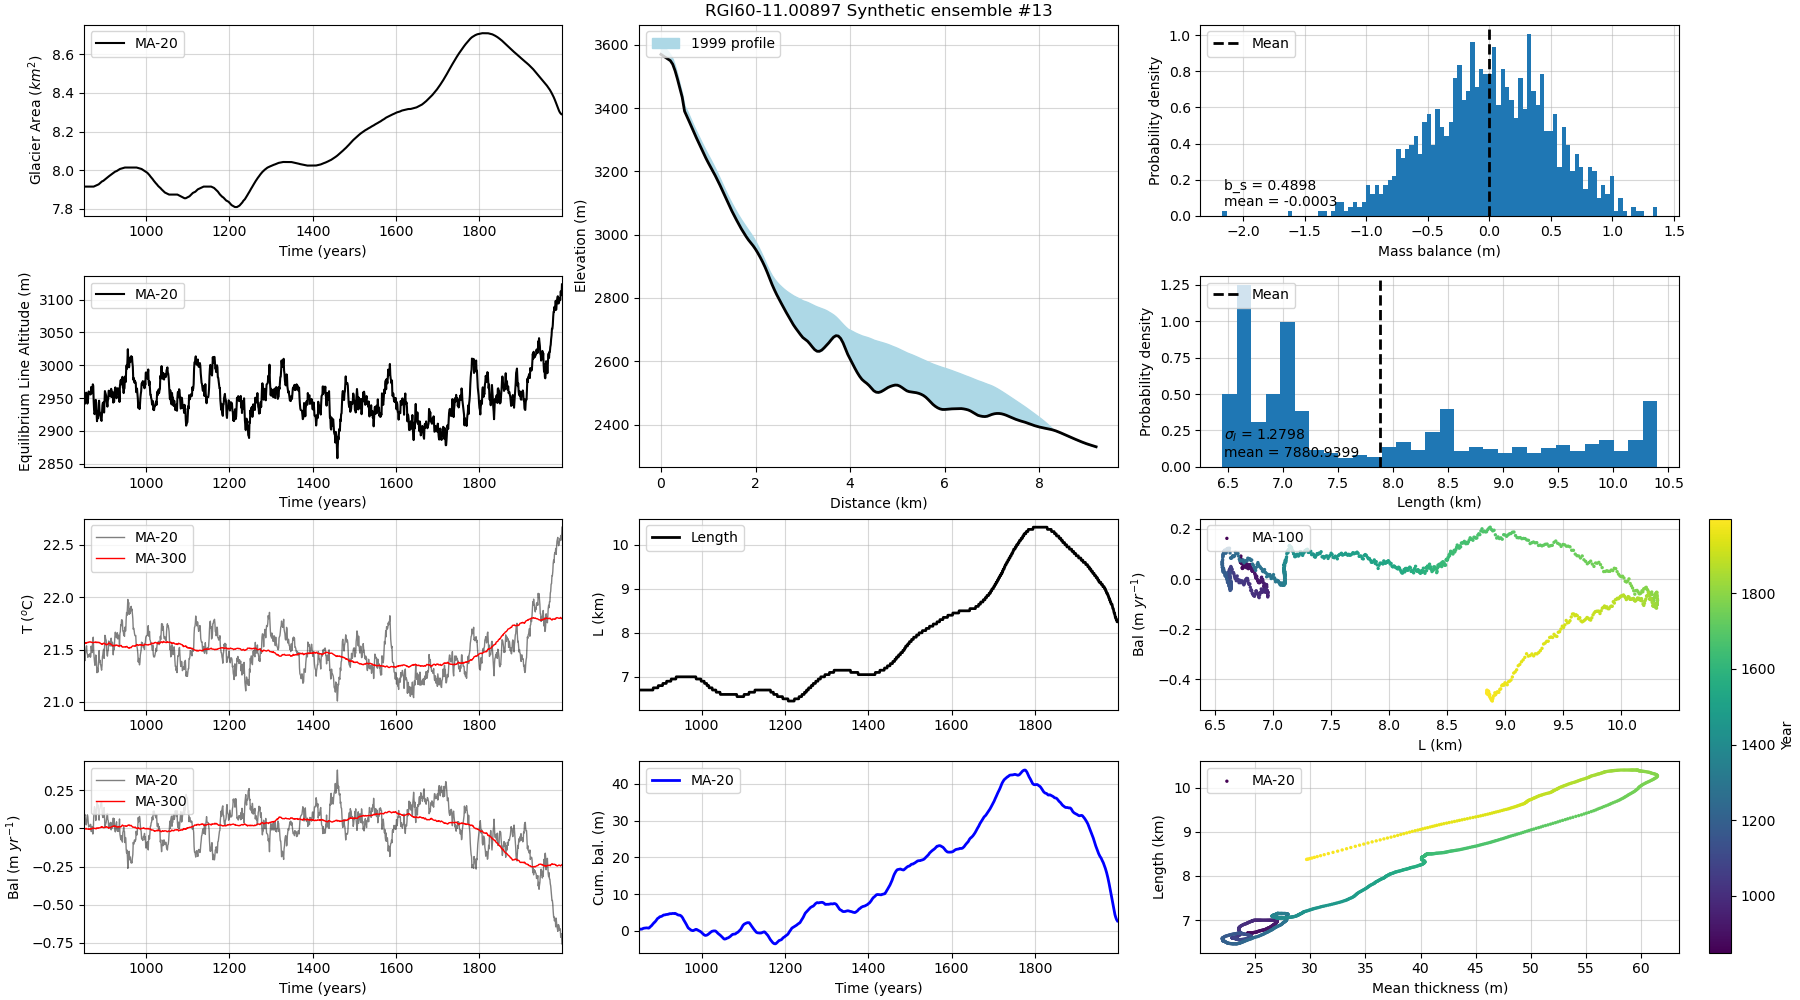 RGI60-11.00897 Synthetic ensemble #13
MA-20
Glacier Area (km²)
8.6
8.4
8.2
8.0
7.8
1000 1200 1400 1600 1800
Time (years)
MA-20
Equilibrium Line Altitude (m)
3100
3050
3000
2950
2900
2850
1000 1200 1400 1600 1800
Time (years)
MA-20
MA-300
T (°C)
22.5
22.0
21.5
21.0
1000 1200 1400 1600 1800
Time (years)
MA-20
MA-300
Bal (m yr⁻¹)
0.25
0.00
−0.25
−0.50
−0.75
1000 1200 1400 1600 1800
Time (years)
1999 profile
Elevation (m)
3600
3400
3200
3000
2800
2600
2400
0 2 4 6 8
Distance (km)
Length
L (km)
10
9
8
7
1000 1200 1400 1600 1800
MA-20
Cum. bal. (m)
40
30
20
10
0
1000 1200 1400 1600 1800
Time (years)
Mean
Probability density
1.0
0.8
0.6
0.4
0.2
0.0
b_s = 0.4898
mean = -0.0003
−2.0 −1.5 −1.0 −0.5 0.0 0.5 1.0 1.5
Mass balance (m)
Mean
Probability density
1.25
1.00
0.75
0.50
0.25
0.00
σₗ = 1.2798
mean = 7880.9399
6.5 7.0 7.5 8.0 8.5 9.0 9.5 10.0 10.5
Length (km)
MA-100
Bal (m yr⁻¹)
0.2
0.0
−0.2
−0.4
6.5 7.0 7.5 8.0 8.5 9.0 9.5 10.0
L (km)
MA-20
Length (km)
10
9
8
7
25 30 35 40 45 50 55 60
Mean thickness (m)
1800
1600
1400
1200
1000
Year